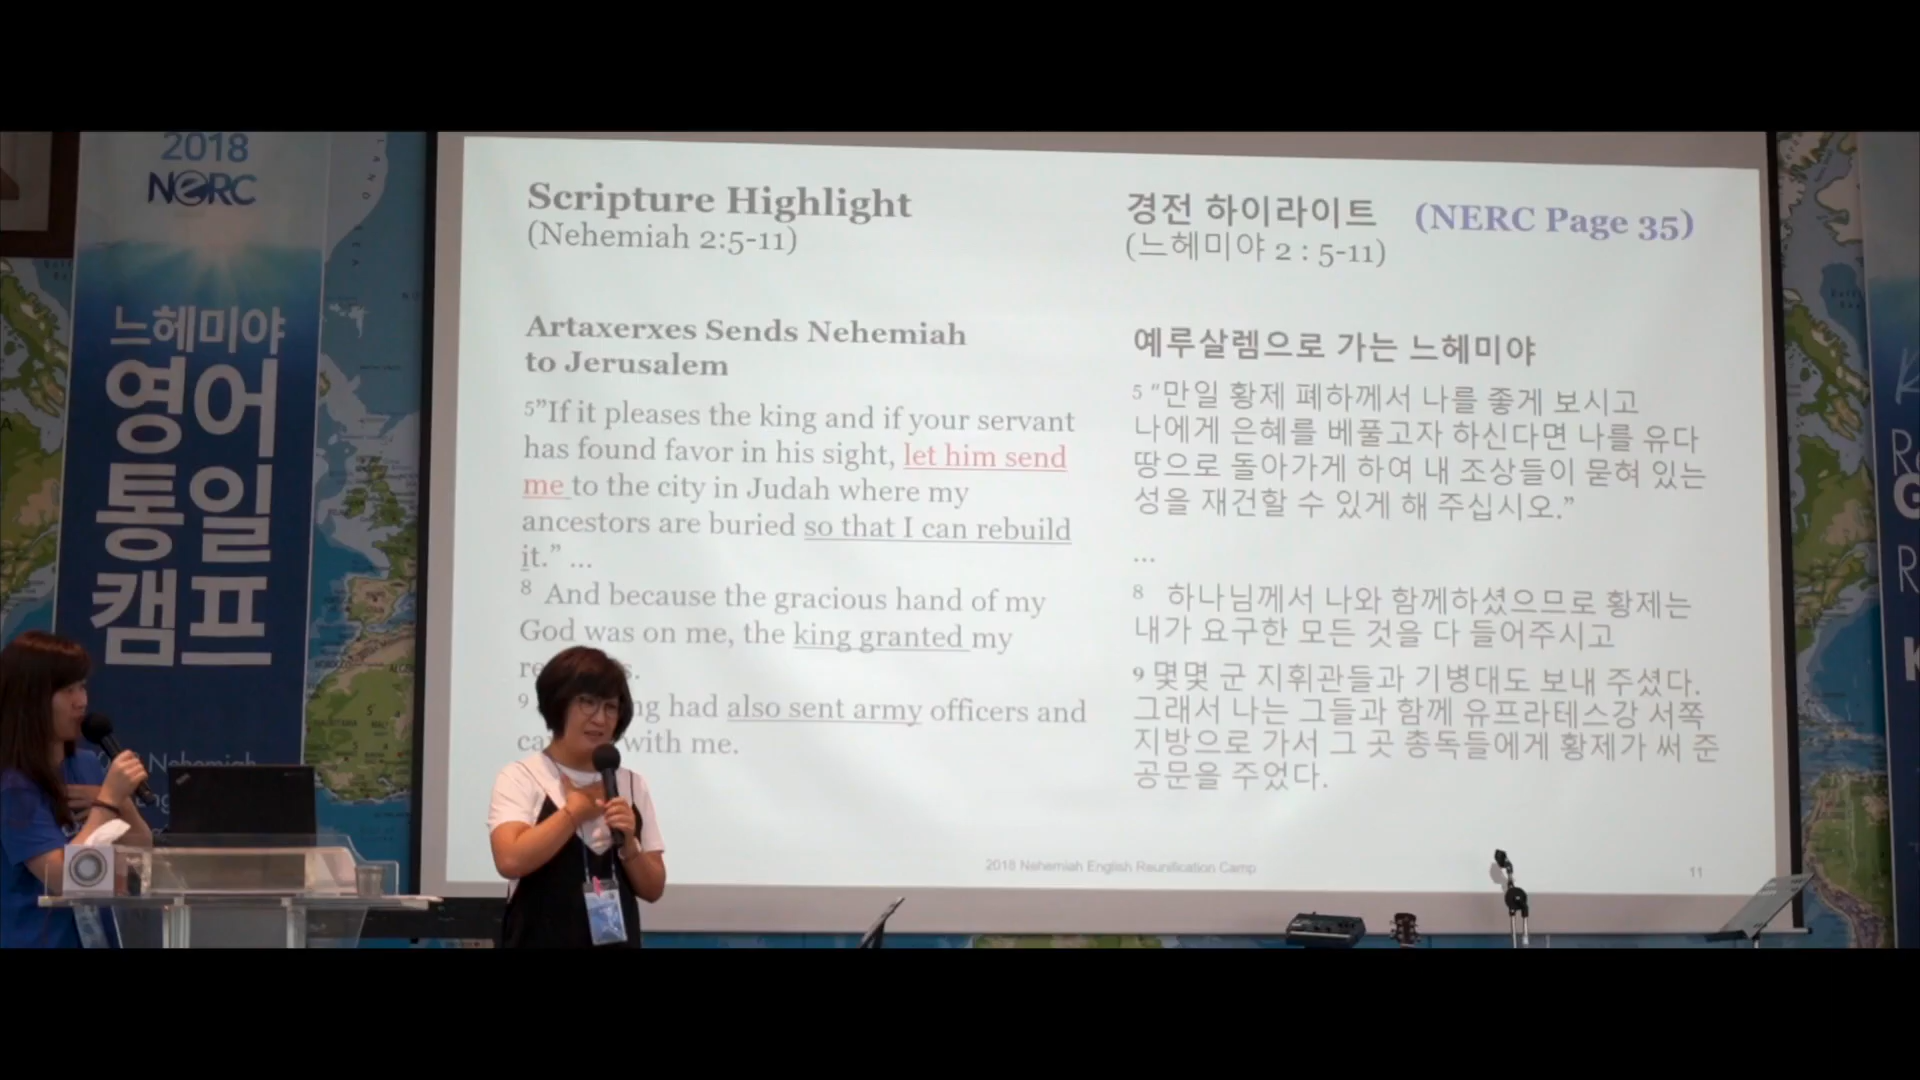 2018
NERC
느헤미야
영어
통일
캠프
Nehemiah
Scripture Highlight
(Nehemiah 2:5-11)
Artaxerxes Sends Nehemiah
to Jerusalem
5”If it pleases the king and if your servant
has found favor in his sight, let him send
me to the city in Judah where my
ancestors are buried so that I can rebuild
it.” ...
8 And because the gracious hand of my
God was on me, the king granted my
9
had also sent army officers and
with me.
경전 하이라이트 (NERC Page 35)
(느헤미야 2 : 5-11)
예루살렘으로 가는 느헤미야
5 “만일 황제 폐하께서 나를 좋게 보시고
나에게 은혜를 베풀고자 하신다면 나를 유다
땅으로 돌아가게 하여 내 조상들이 묻혀 있는
성을 재건할 수 있게 해 주십시오.”
...
8 하나님께서 나와 함께하셨으므로 황제는
내가 요구한 모든 것을 다 들어주시고
9 몇몇 군 지휘관들과 기병대도 보내 주셨다.
그래서 나는 그들과 함께 유프라테스강 서쪽
지방으로 가서 그 곳 총독들에게 황제가 써 준
공문을 주었다.
2018 Nehemiah English Reunification Camp
11